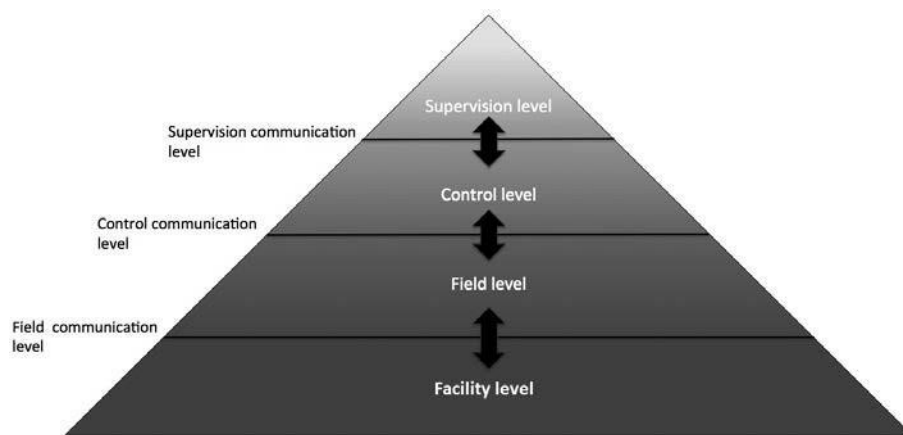 Supervision level
Supervision communication
level
Control level
Control communication
level
Field level
Field communication
level
Facility level